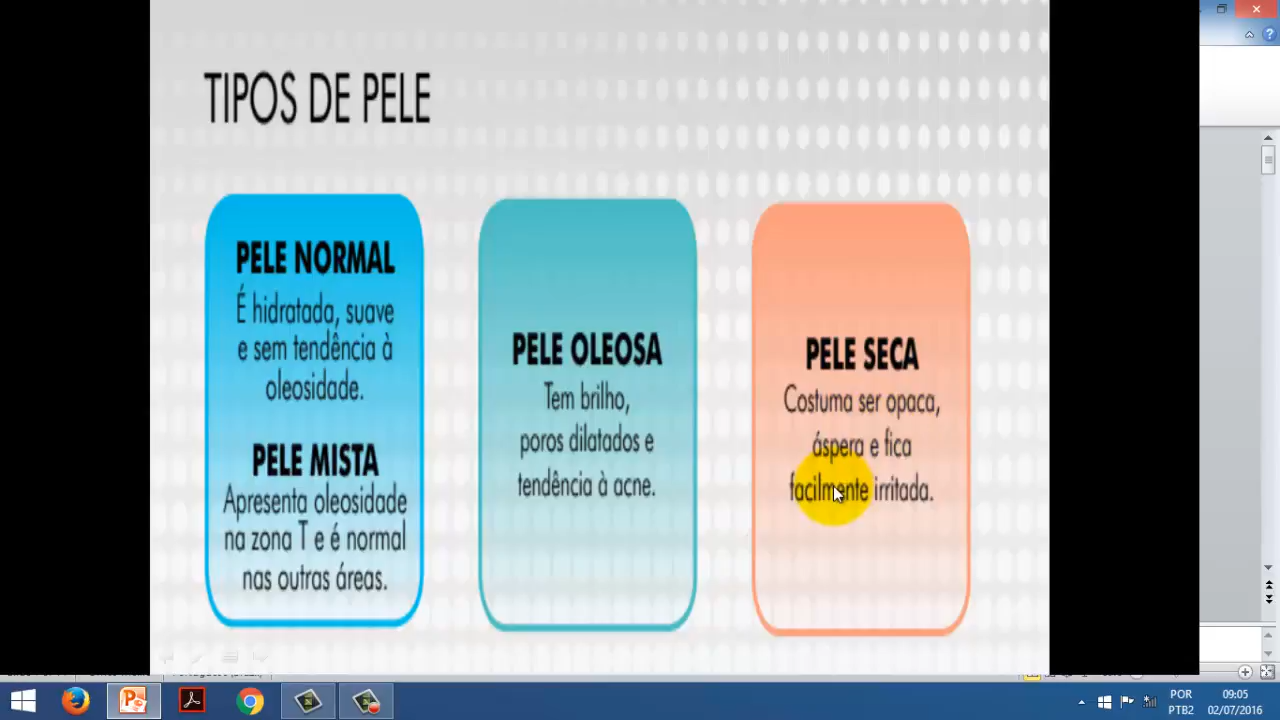 TIPOS DE PELE
PELE NORMAL
É hidratada, suave
e sem tendência à
oleosidade.
PELE MISTA
Apresenta oleosidade
na zona T e é normal
nas outras áreas.
PELE OLEOSA
Tem brilho,
poros dilatados e
tendência à acne.
PELE SECA
Costuma ser opaca,
áspera e fica
facilmente irritada.
POR
PTB2
09:05
02/07/2016